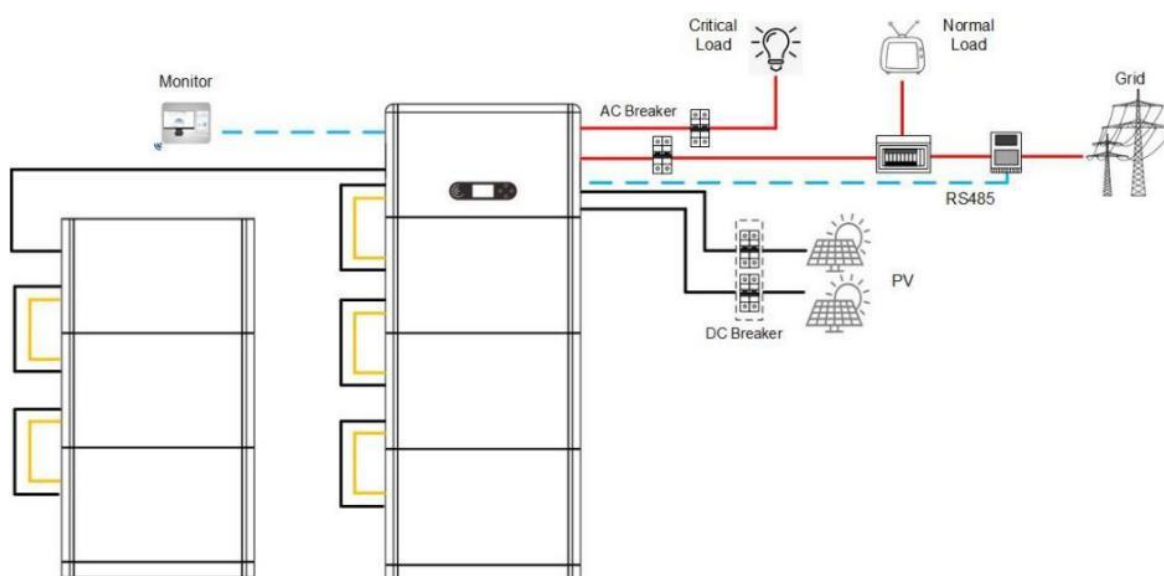 Critical
Load
Normal
Load
Grid
Monitor
AC Breaker
RS485
PV
DC Breaker